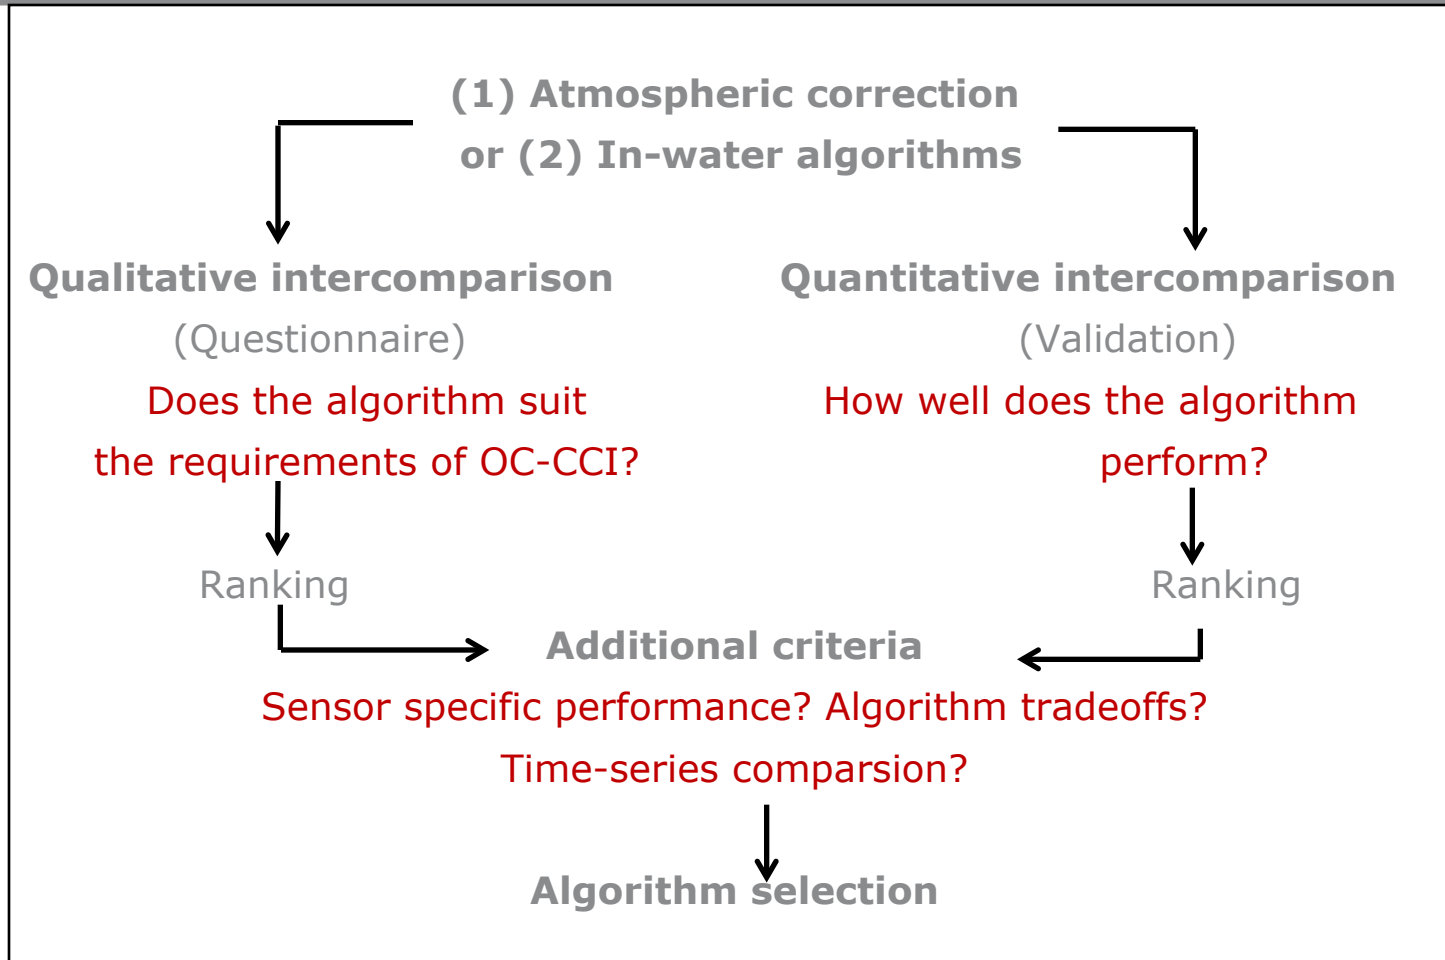 (1) Atmospheric correction
or (2) In-water algorithms
Qualitative intercomparison
(Questionnaire)
Does the algorithm suit
the requirements of OC-CCI?
Ranking
Quantitative intercomparison
(Validation)
How well does the algorithm
perform?
Ranking
Additional criteria
Sensor specific performance? Algorithm tradeoffs?
Time-series comparsion?
Algorithm selection